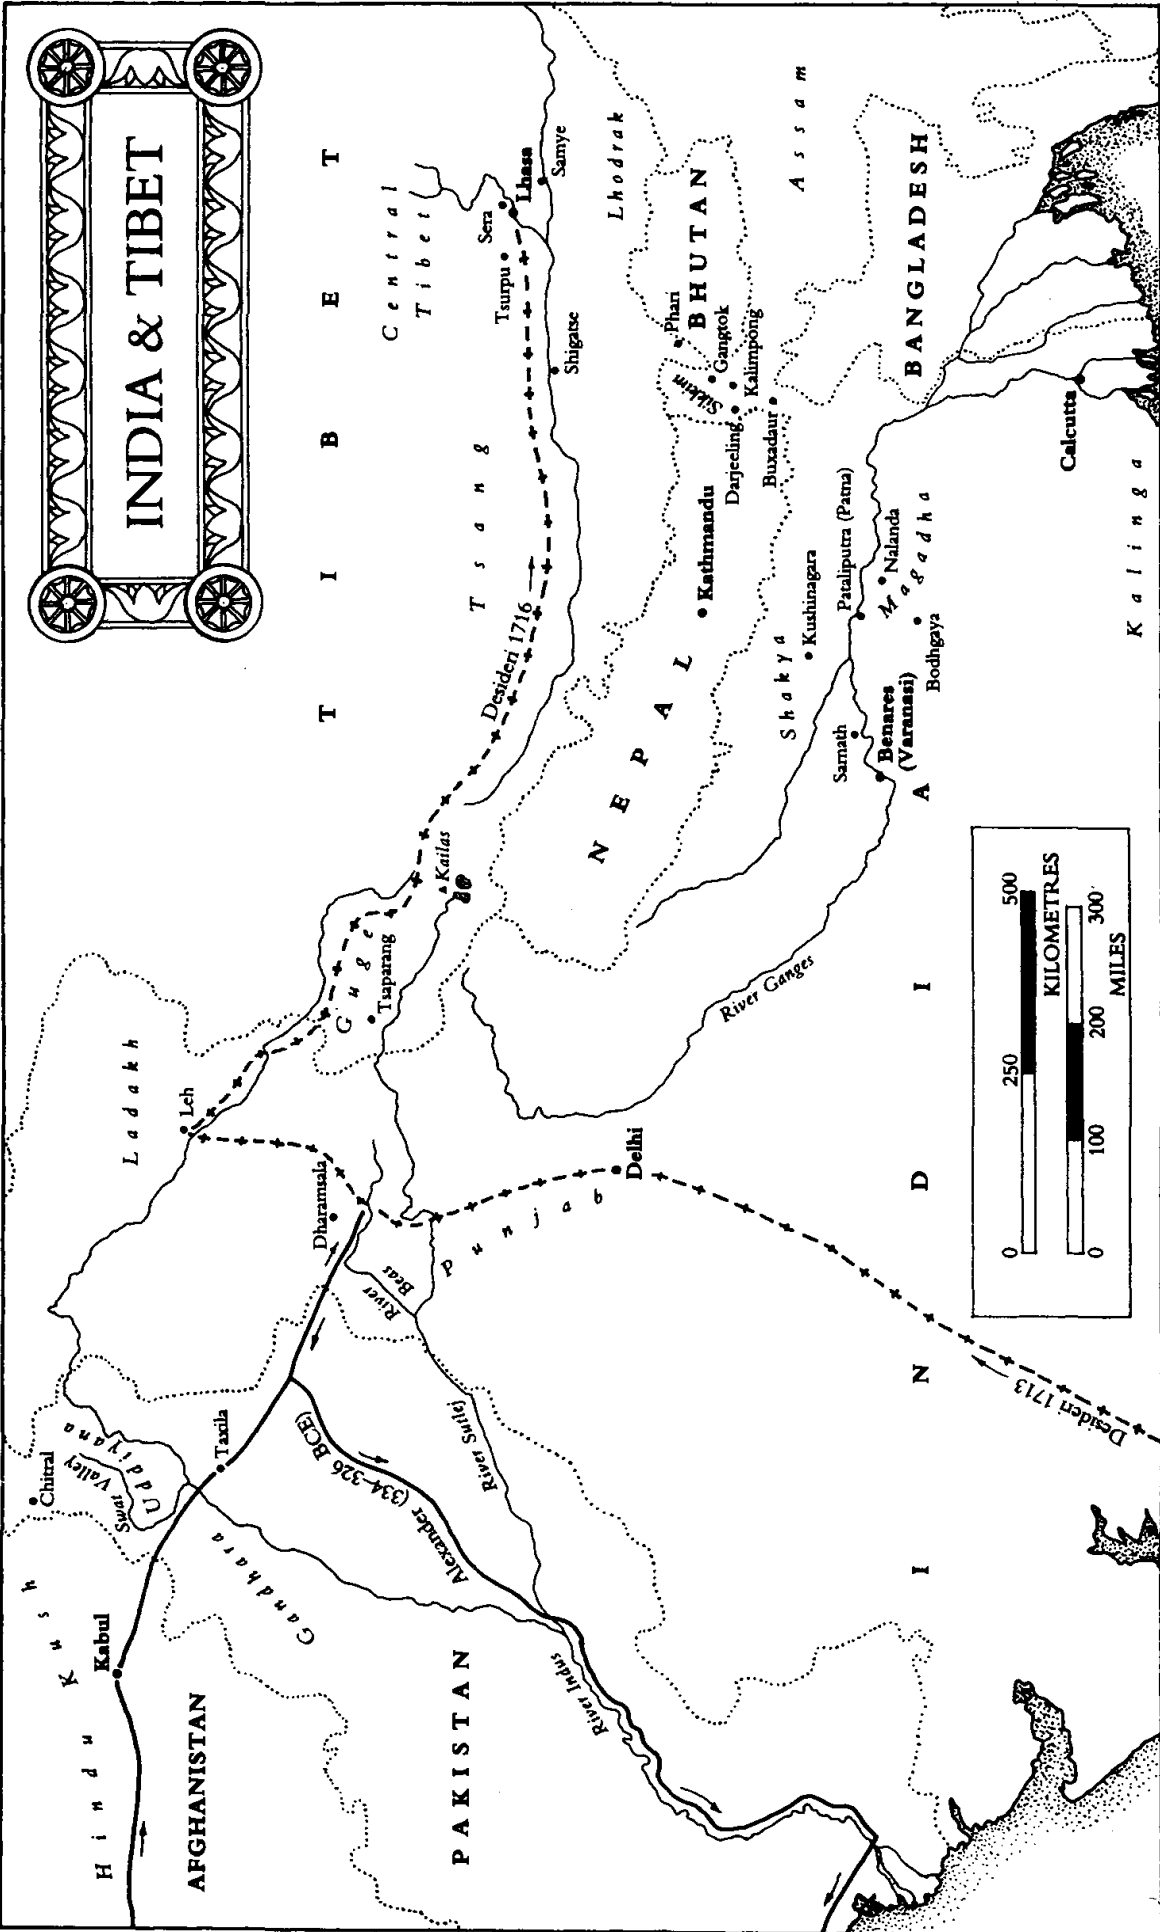 INDIA & TIBET
Hindu Kush
Kabul
AFGHANISTAN
Chitral
Swat Valley
Uddiyana
Gandhara
Taxila
PAKISTAN
Alexander (334–326 BCE)
River Indus
River Sutlej
River Beas
Punjab
Dharamsala
Ladakh
Leh
Guge
Tsaparang
Kailas
TIBET
Desideri 1716
Tsang
Central
Tibet
Tsurpu
Sera
Lhasa
Samye
Shigatse
Lhodrak
Assam
BHUTAN
Phari
Sikkim
Gangtok
Kalimpong
Darjeeling
Buxadaur
NEPAL
Kathmandu
Shakya
Kushinagara
Pataliputra (Patna)
Nalanda
Magadha
Bodhgaya
Sarnath
Benares
(Varanasi)
River Ganges
Delhi
INDIA
BANGLADESH
Calcutta
Kalinga
Desideri 1713
0 250 500
KILOMETRES
0 100 200 300
MILES